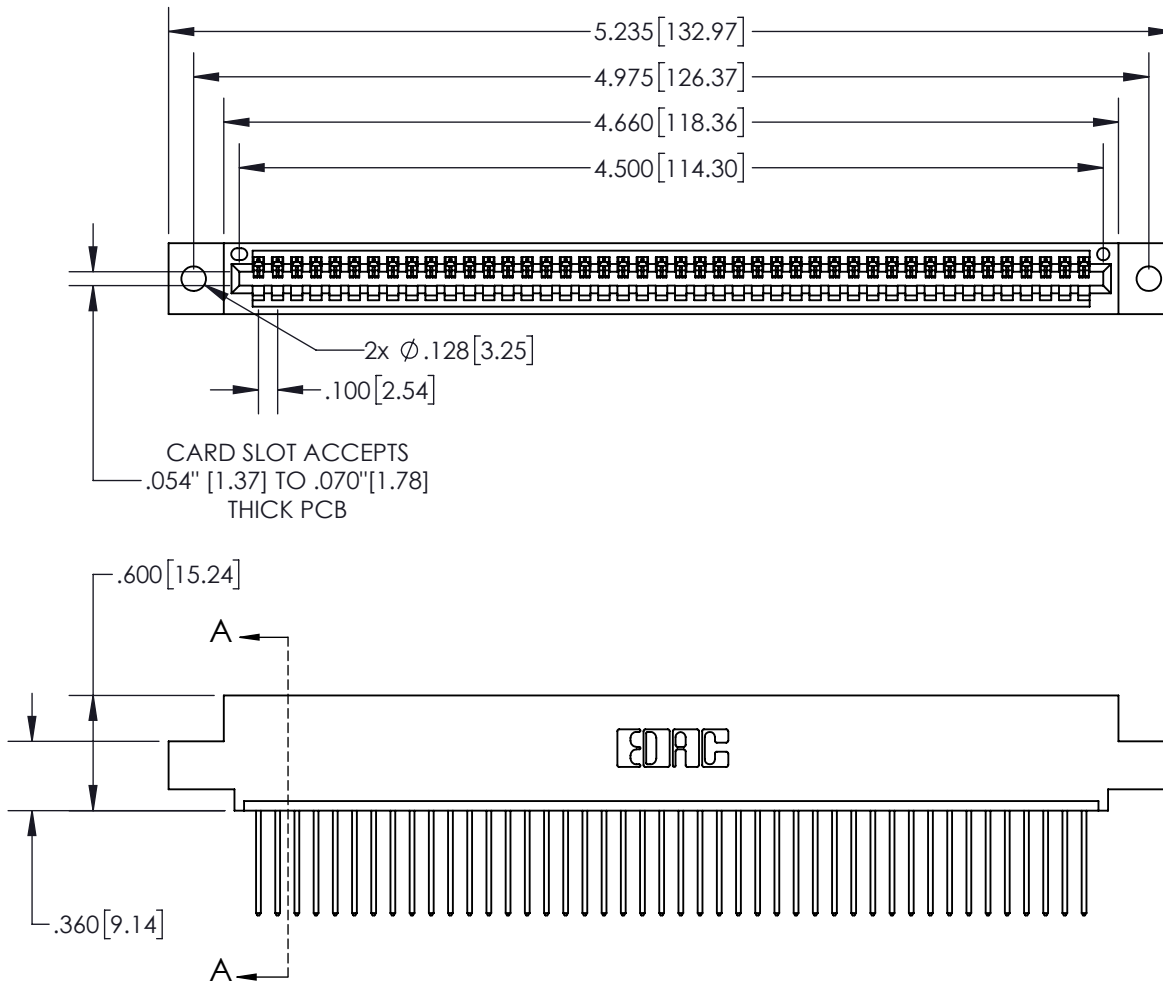 5.235[132.97]
4.975[126.37]
4.660[118.36]
4.500[114.30]
2x Ø.128[3.25]
.100[2.54]
CARD SLOT ACCEPTS
.054" [1.37] TO .070"[1.78]
THICK PCB
.600[15.24]
A
EDAC
.360[9.14]
A